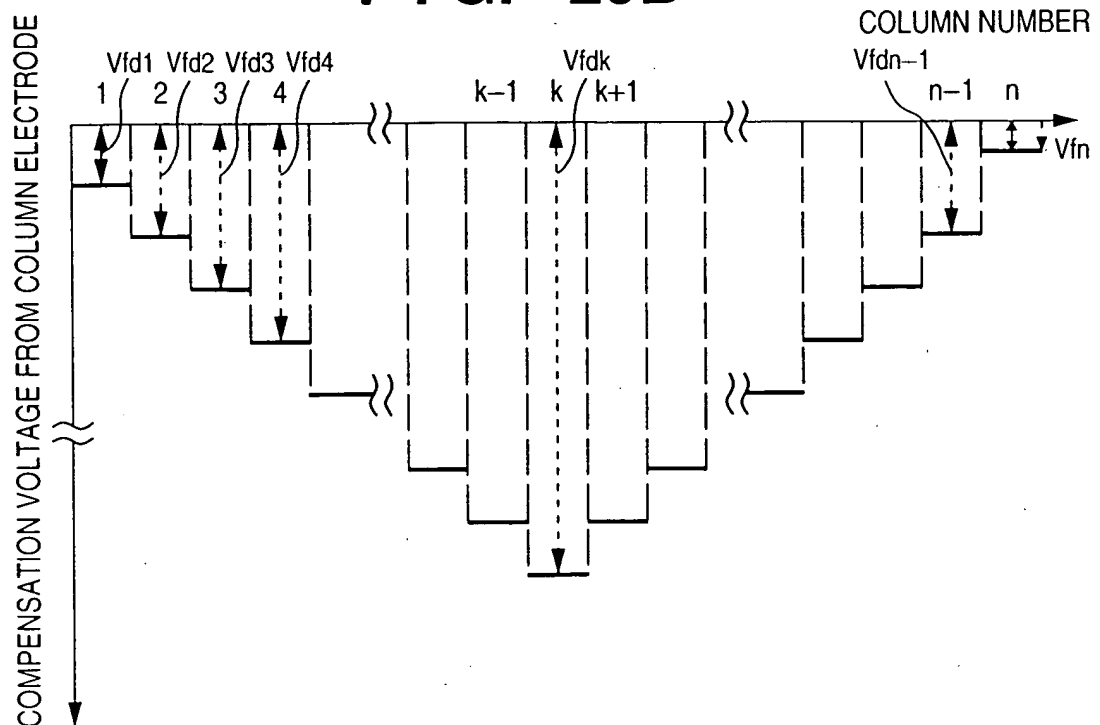 COLUMN NUMBER
Vfd1 Vfd2 Vfd3 Vfd4 Vfdk Vfdn−1
1 2 3 4 k−1 k k+1 n−1 n
Vfn
COMPENSATION VOLTAGE FROM COLUMN ELECTRODE